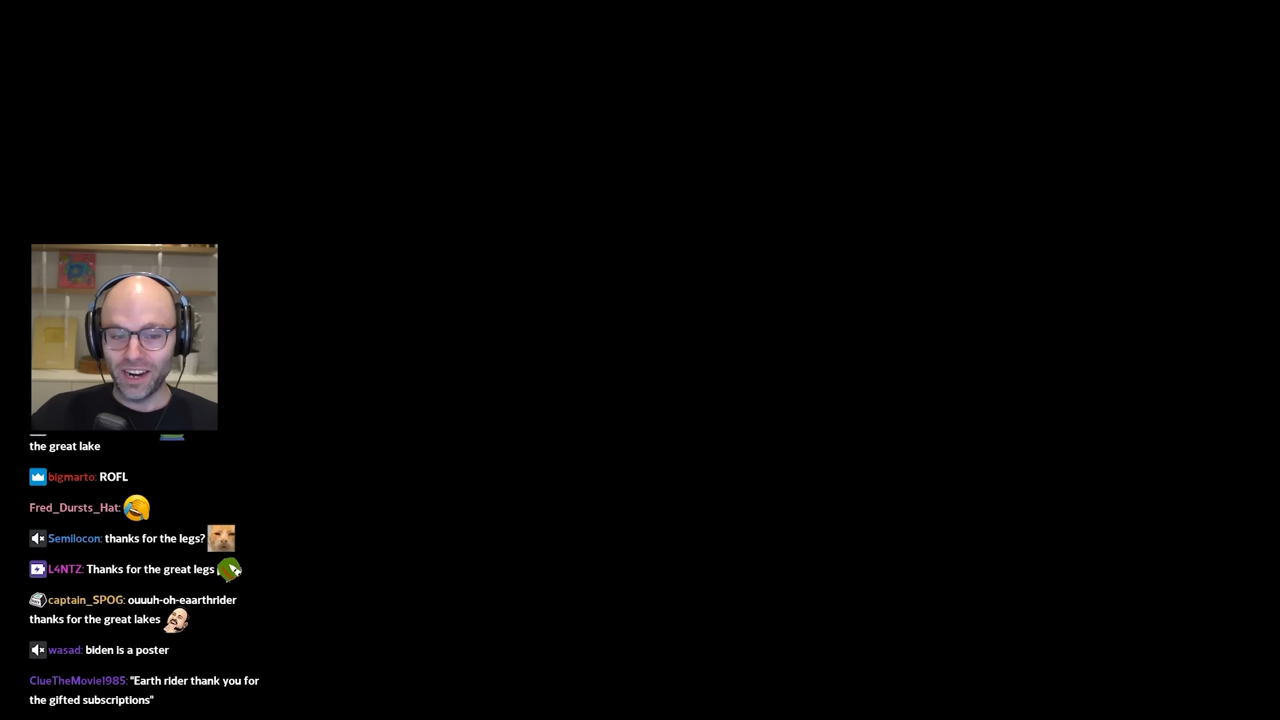 the great lake
bigmarto: ROFL
Fred_Dursts_Hat:
Semilocon: thanks for the legs?
L4NTZ: Thanks for the great legs
captain_SPOG: ouuuh-oh-eaarthrider
thanks for the great lakes
wasad: biden is a poster
ClueTheMovie1985: "Earth rider thank you for
the gifted subscriptions"